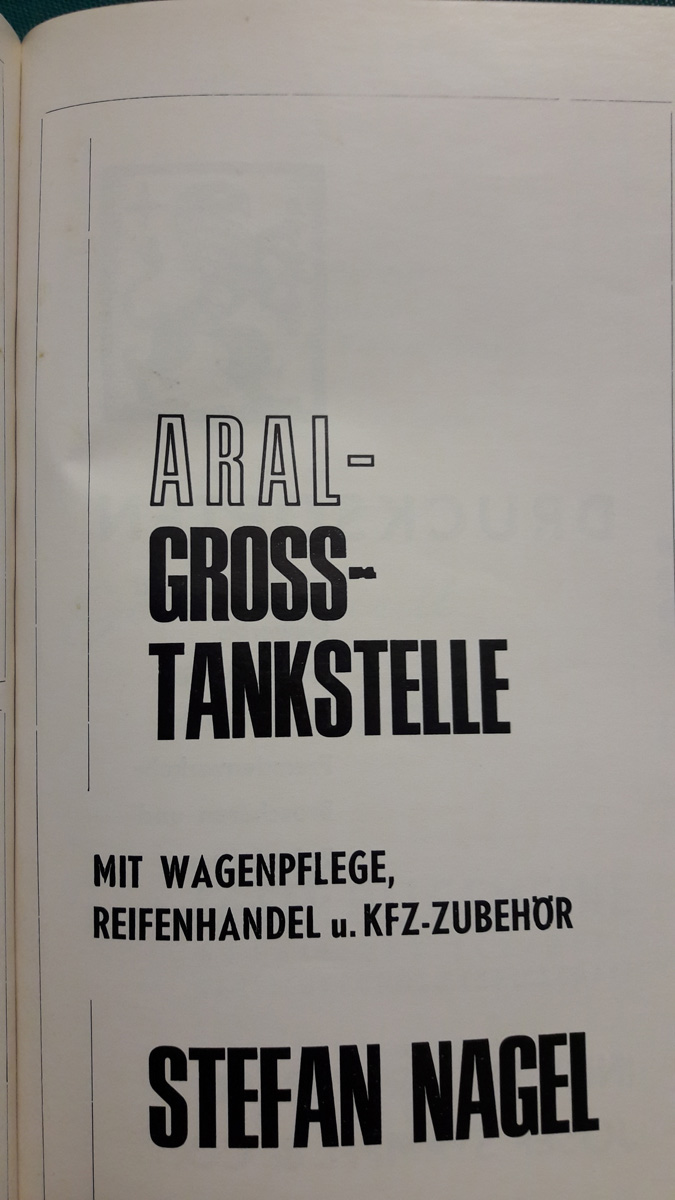 ARAL-
GROSS-
TANKSTELLE
MIT WAGENPFLEGE,
REIFENHANDEL u. KFZ-ZUBEHÖR
STEFAN NAGEL